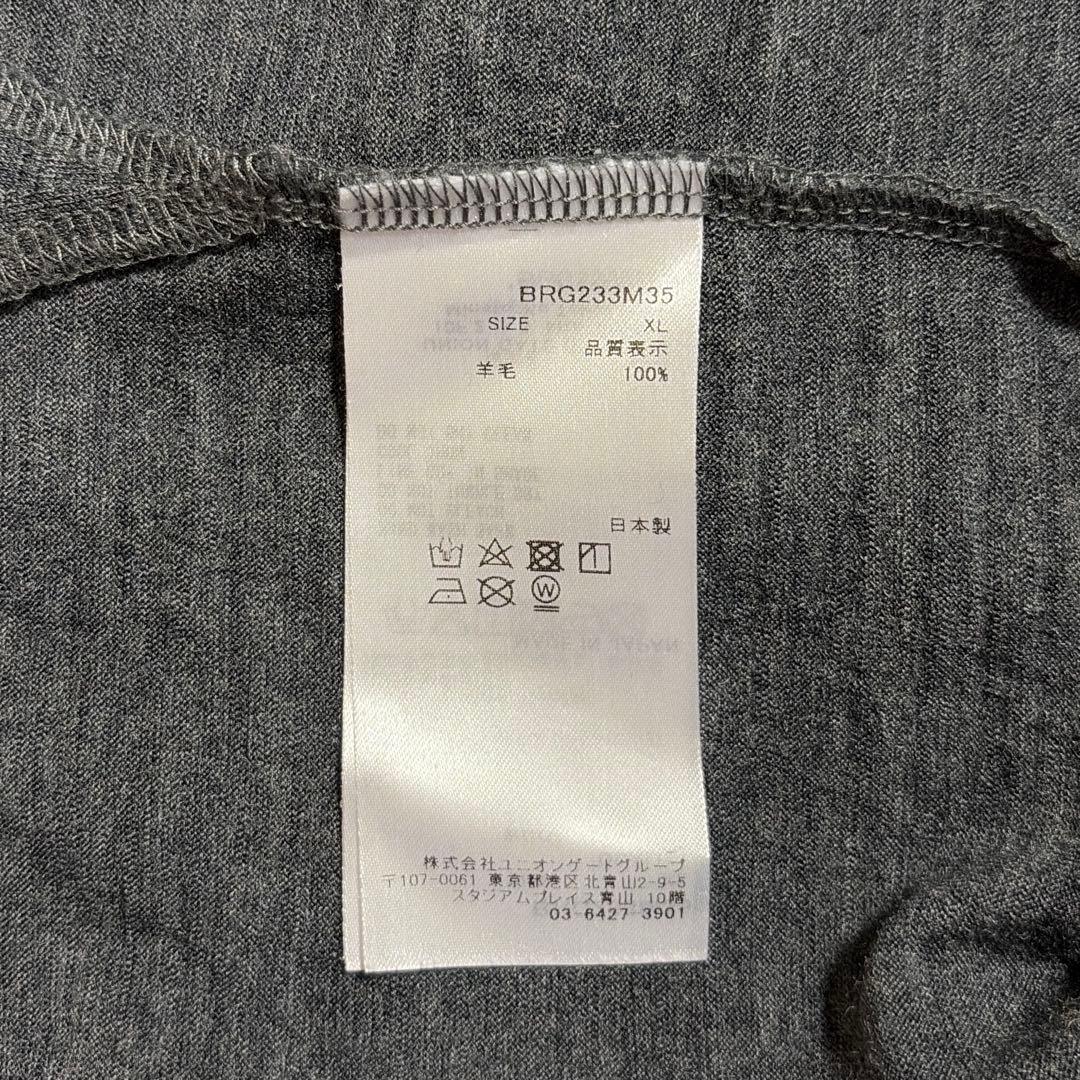 BRG233M35
SIZE XL
品質表示
羊毛 100%
日本製
W
株式会社ユニオンゲートグループ
〒107-0061 東京都港区北青山2-9-5
スタジアムプレイス青山 10階
03-6427-3901